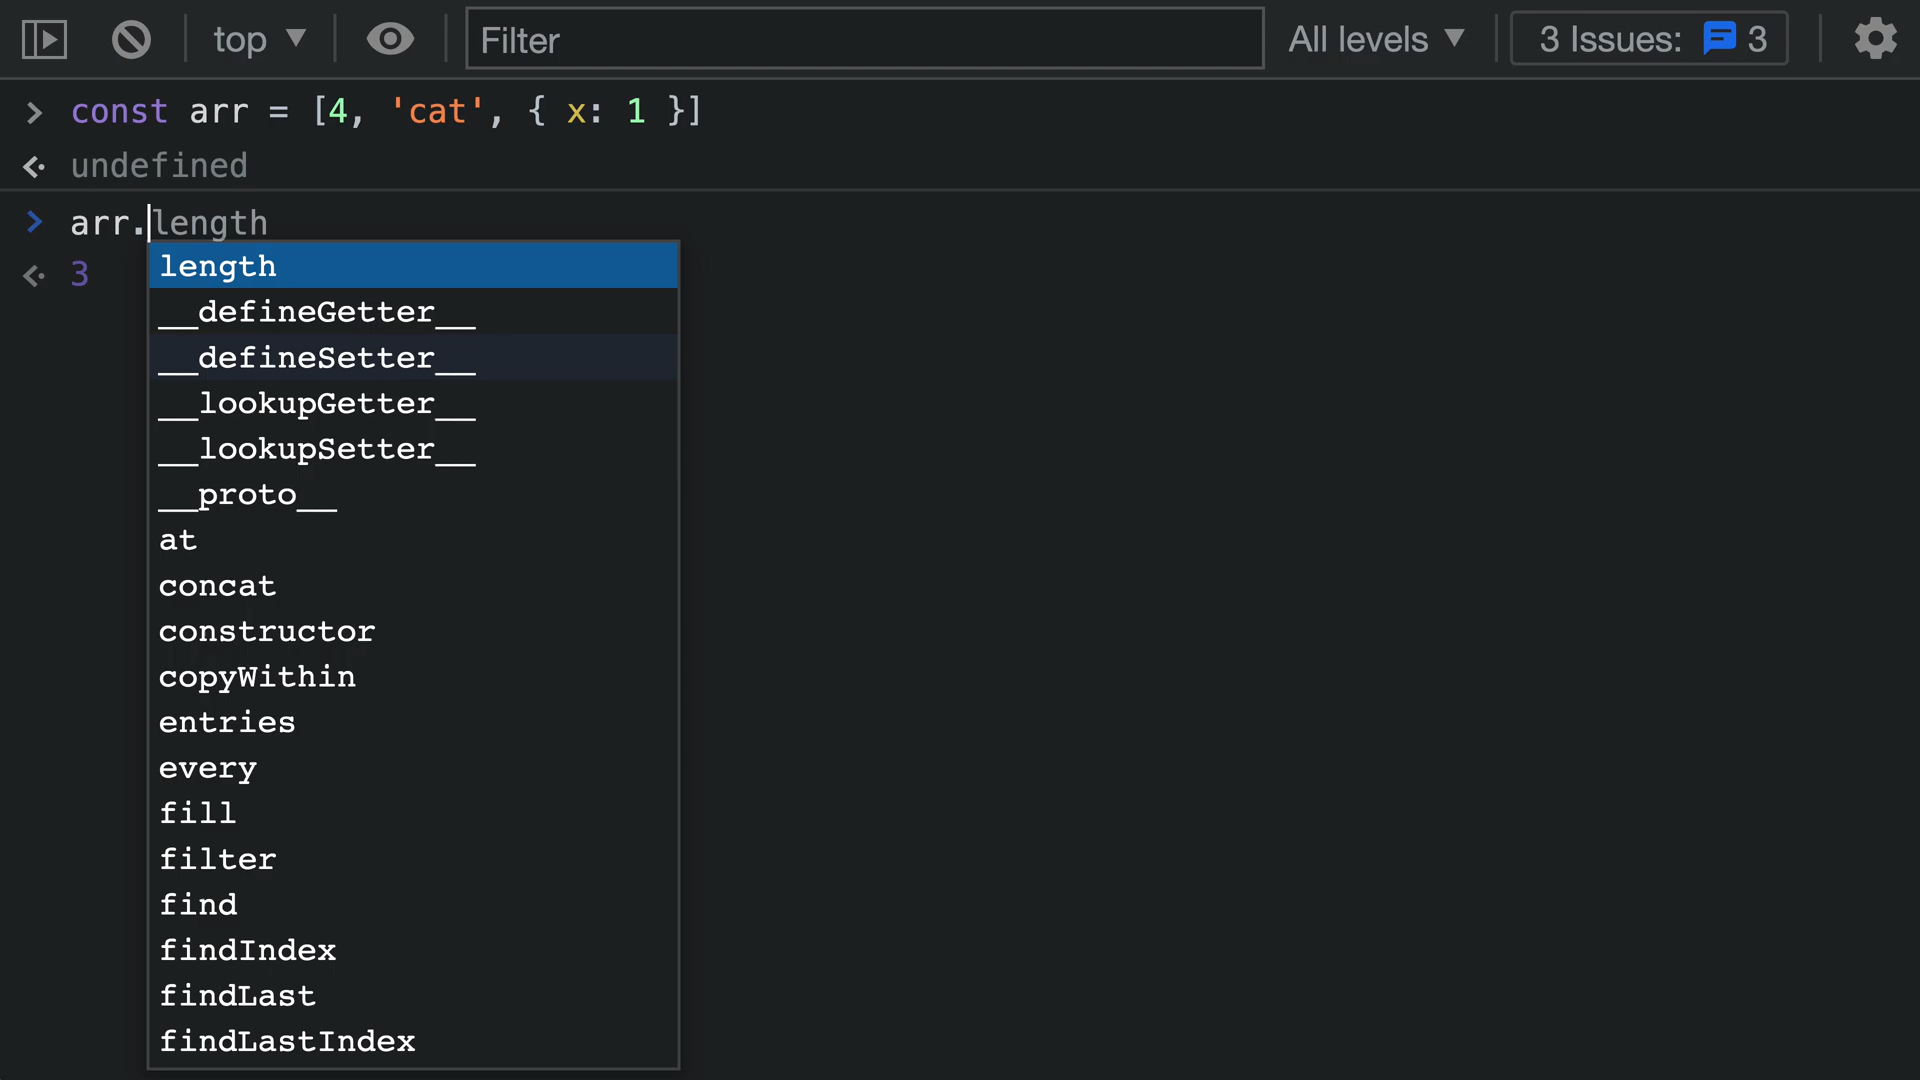 top ▼ Filter All levels ▼ 3 Issues: 3
> const arr = [4, 'cat', { x: 1 }]
undefined
> arr.length
3
length
__defineGetter__
__defineSetter__
__lookupGetter__
__lookupSetter__
__proto__
at
concat
constructor
copyWithin
entries
every
fill
filter
find
findIndex
findLast
findLastIndex